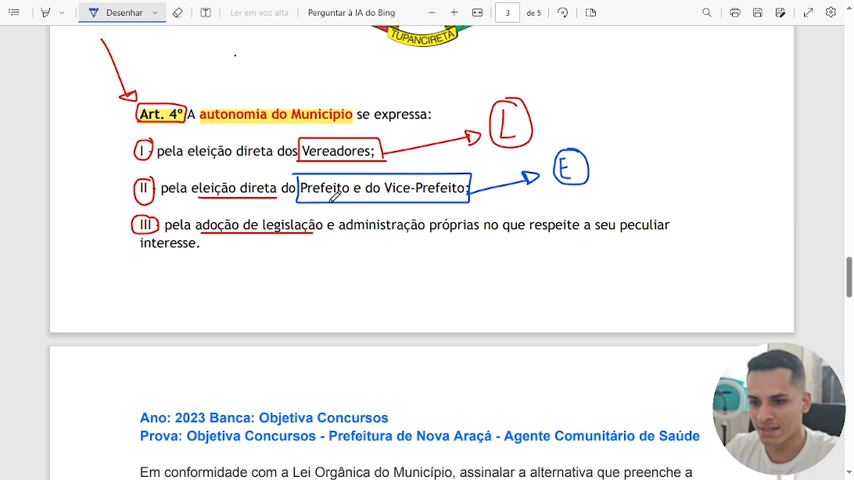 Desenhar
Ler em voz alta
Perguntar à IA do Bing
3
de 5
TUPANCIRETÃ
Art. 4º A autonomia do Município se expressa:
L
I - pela eleição direta dos Vereadores;
E
II - pela eleição direta do Prefeito e do Vice-Prefeito;
III - pela adoção de legislação e administração próprias no que respeite a seu peculiar
interesse.
Ano: 2023 Banca: Objetiva Concursos
Prova: Objetiva Concursos - Prefeitura de Nova Araçá - Agente Comunitário de Saúde
Em conformidade com a Lei Orgânica do Município, assinalar a alternativa que preenche a